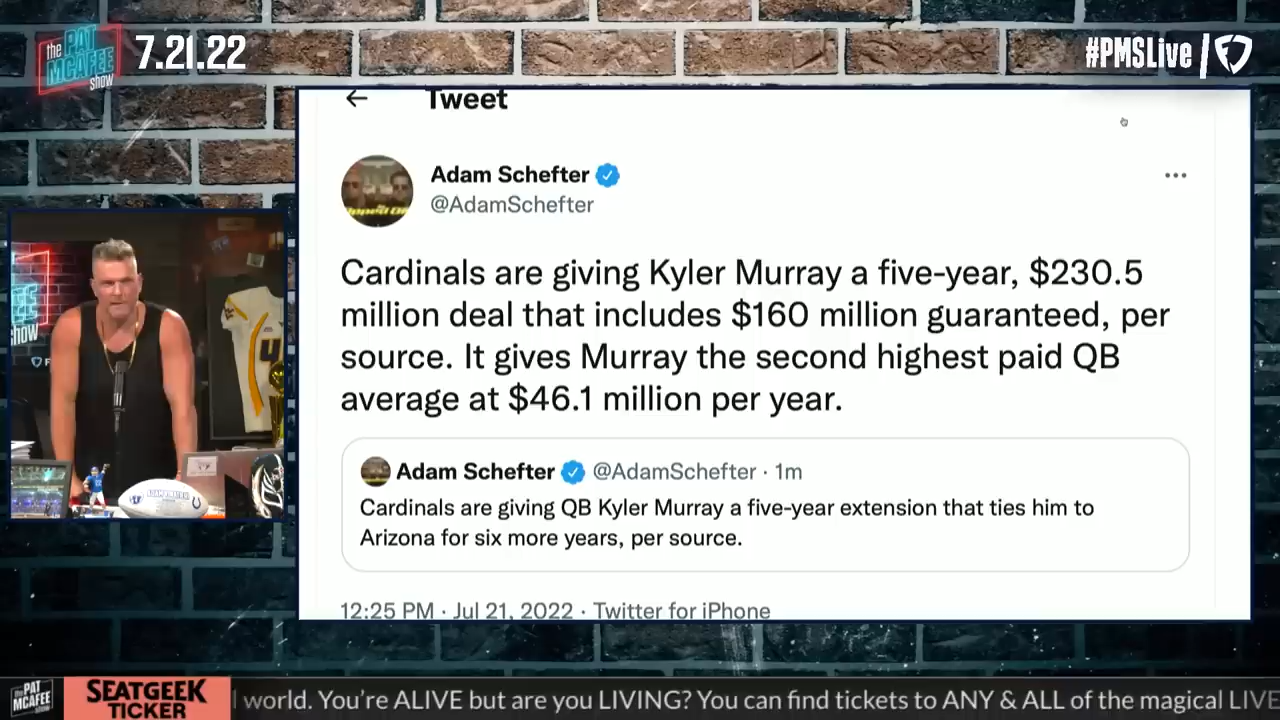 the
PAT
MCAFEE
show
7.21.22
#PMSLive
Tweet
Adam Schefter
@AdamSchefter
Cardinals are giving Kyler Murray a five-year, $230.5
million deal that includes $160 million guaranteed, per
source. It gives Murray the second highest paid QB
average at $46.1 million per year.
Adam Schefter @AdamSchefter · 1m
Cardinals are giving QB Kyler Murray a five-year extension that ties him to
Arizona for six more years, per source.
12:25 PM · Jul 21, 2022 · Twitter for iPhone
the
PAT
MCAFEE
show
SEATGEEK
TICKER
world. You're ALIVE but are you LIVING? You can find tickets to ANY & ALL of the magical LIVE